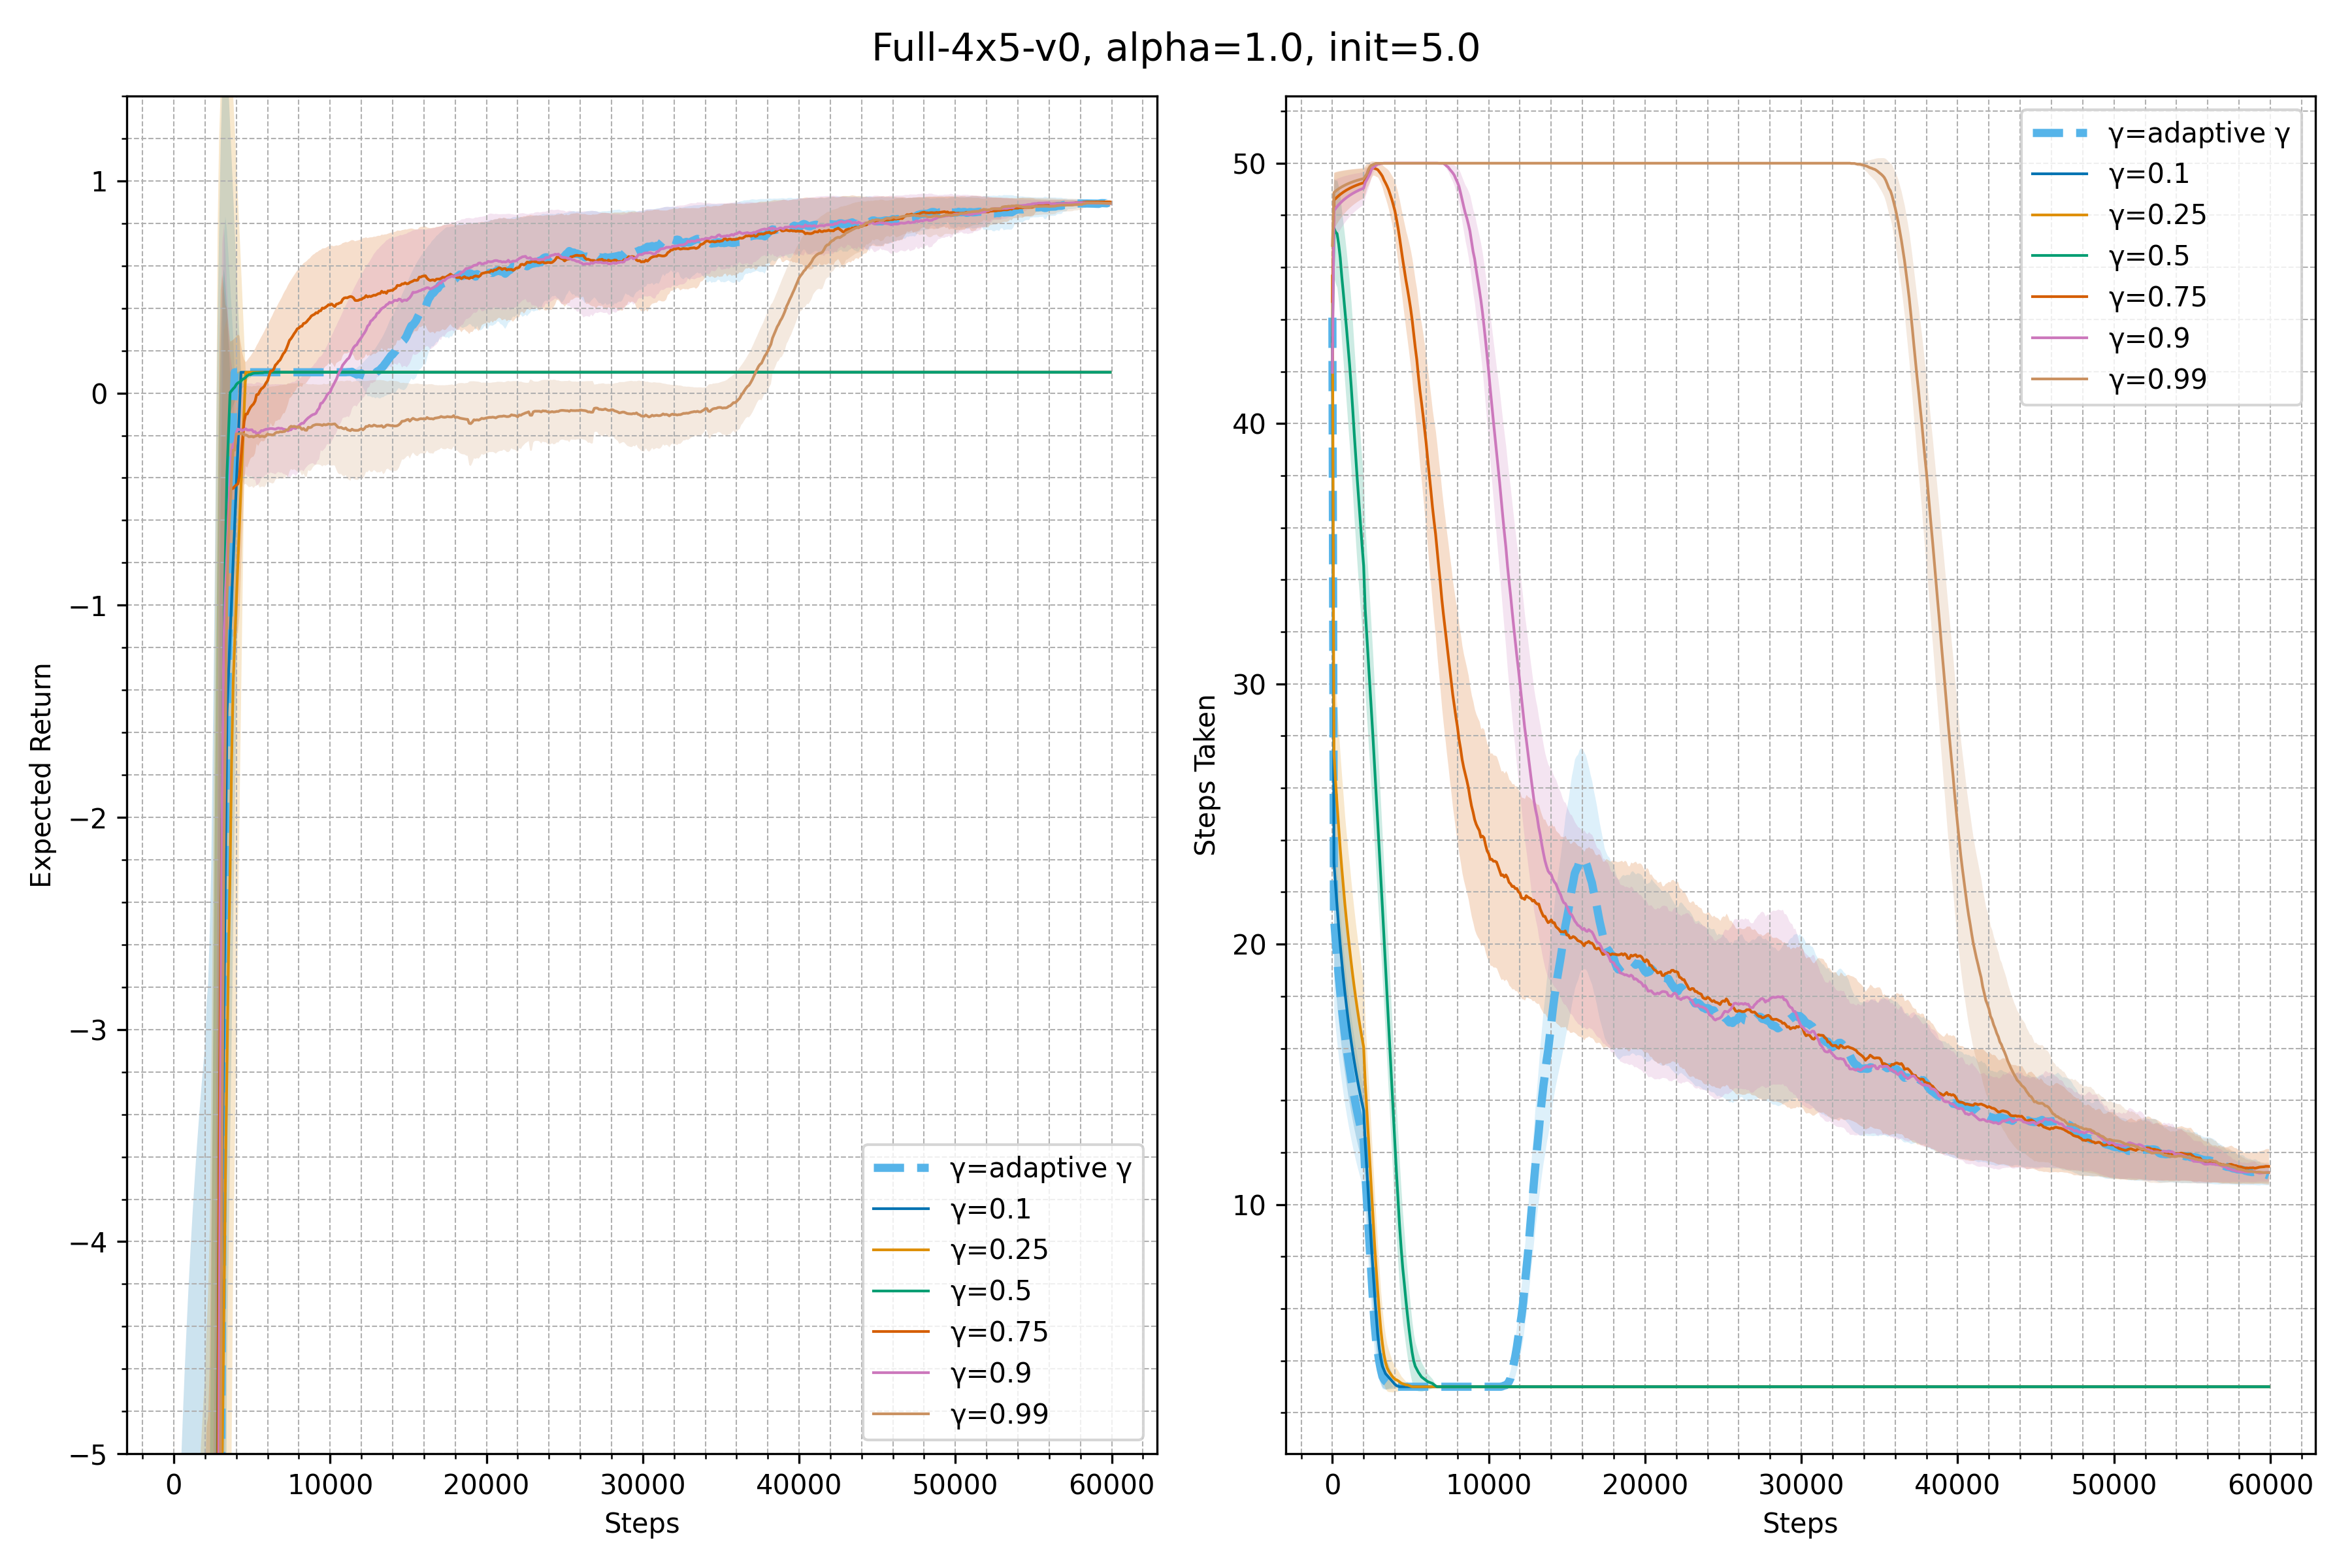 Full-4x5-v0, alpha=1.0, init=5.0
Expected Return
1
0
−1
−2
−3
−4
−5
0 10000 20000 30000 40000 50000 60000
Steps
γ=adaptive γ
γ=0.1
γ=0.25
γ=0.5
γ=0.75
γ=0.9
γ=0.99
Steps Taken
50
40
30
20
10
0 10000 20000 30000 40000 50000 60000
Steps
γ=adaptive γ
γ=0.1
γ=0.25
γ=0.5
γ=0.75
γ=0.9
γ=0.99